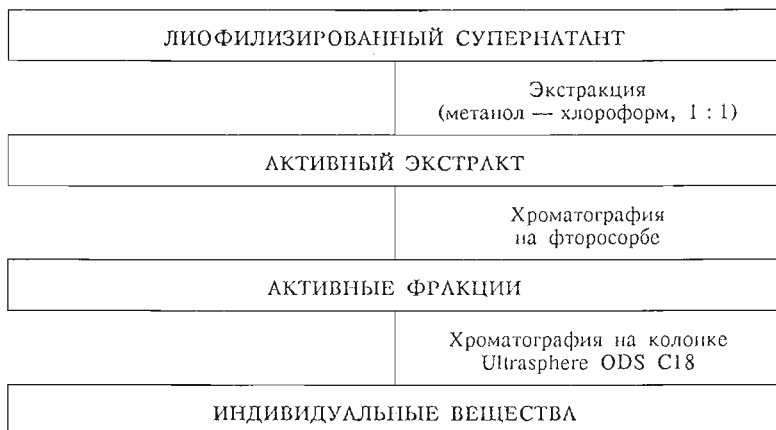 ЛИОФИЛИЗИРОВАННЫЙ СУПЕРНАТАНТ
Экстракция
(метанол — хлороформ, 1 : 1)
АКТИВНЫЙ ЭКСТРАКТ
Хроматография
на фторосорбе
АКТИВНЫЕ ФРАКЦИИ
Хроматография на колонке
Ultrasphere ODS C18
ИНДИВИДУАЛЬНЫЕ ВЕЩЕСТВА